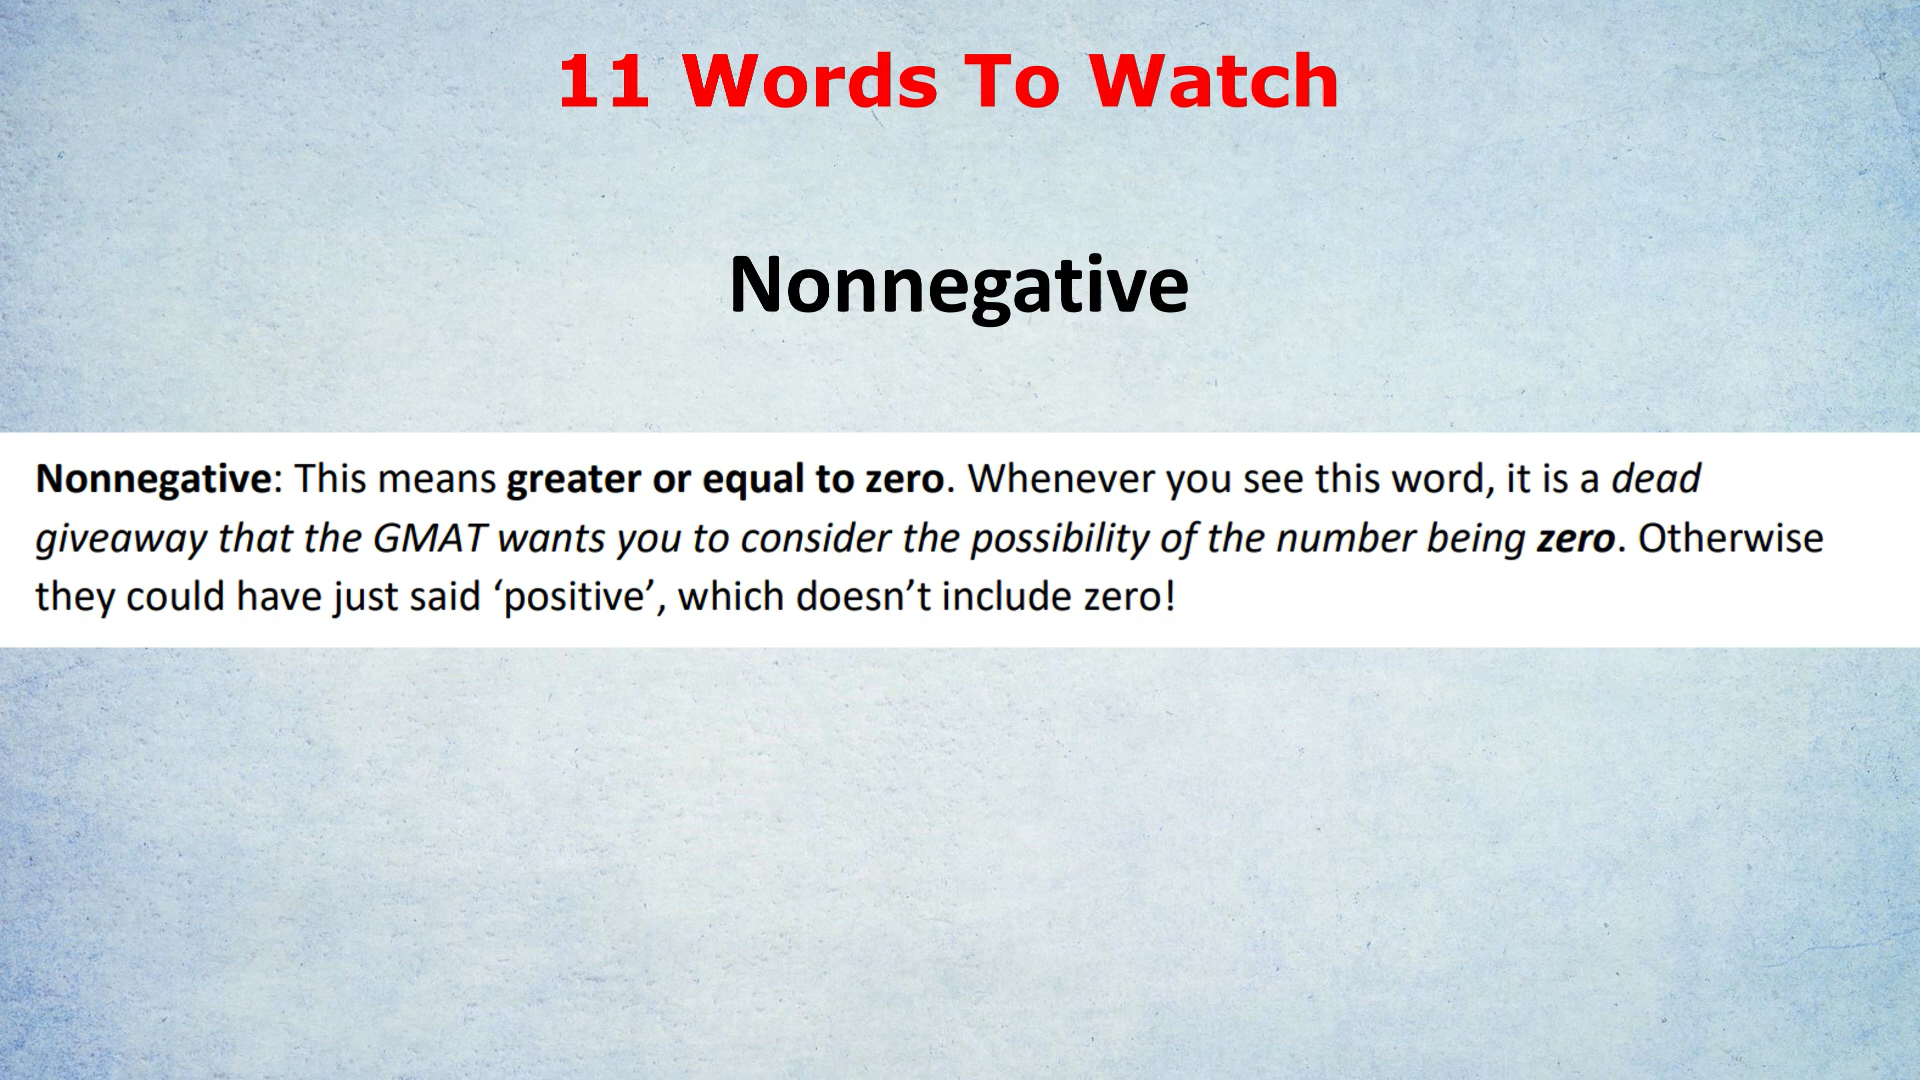 11 Words To Watch
Nonnegative
Nonnegative: This means greater or equal to zero. Whenever you see this word, it is a dead
giveaway that the GMAT wants you to consider the possibility of the number being zero. Otherwise
they could have just said ‘positive’, which doesn’t include zero!